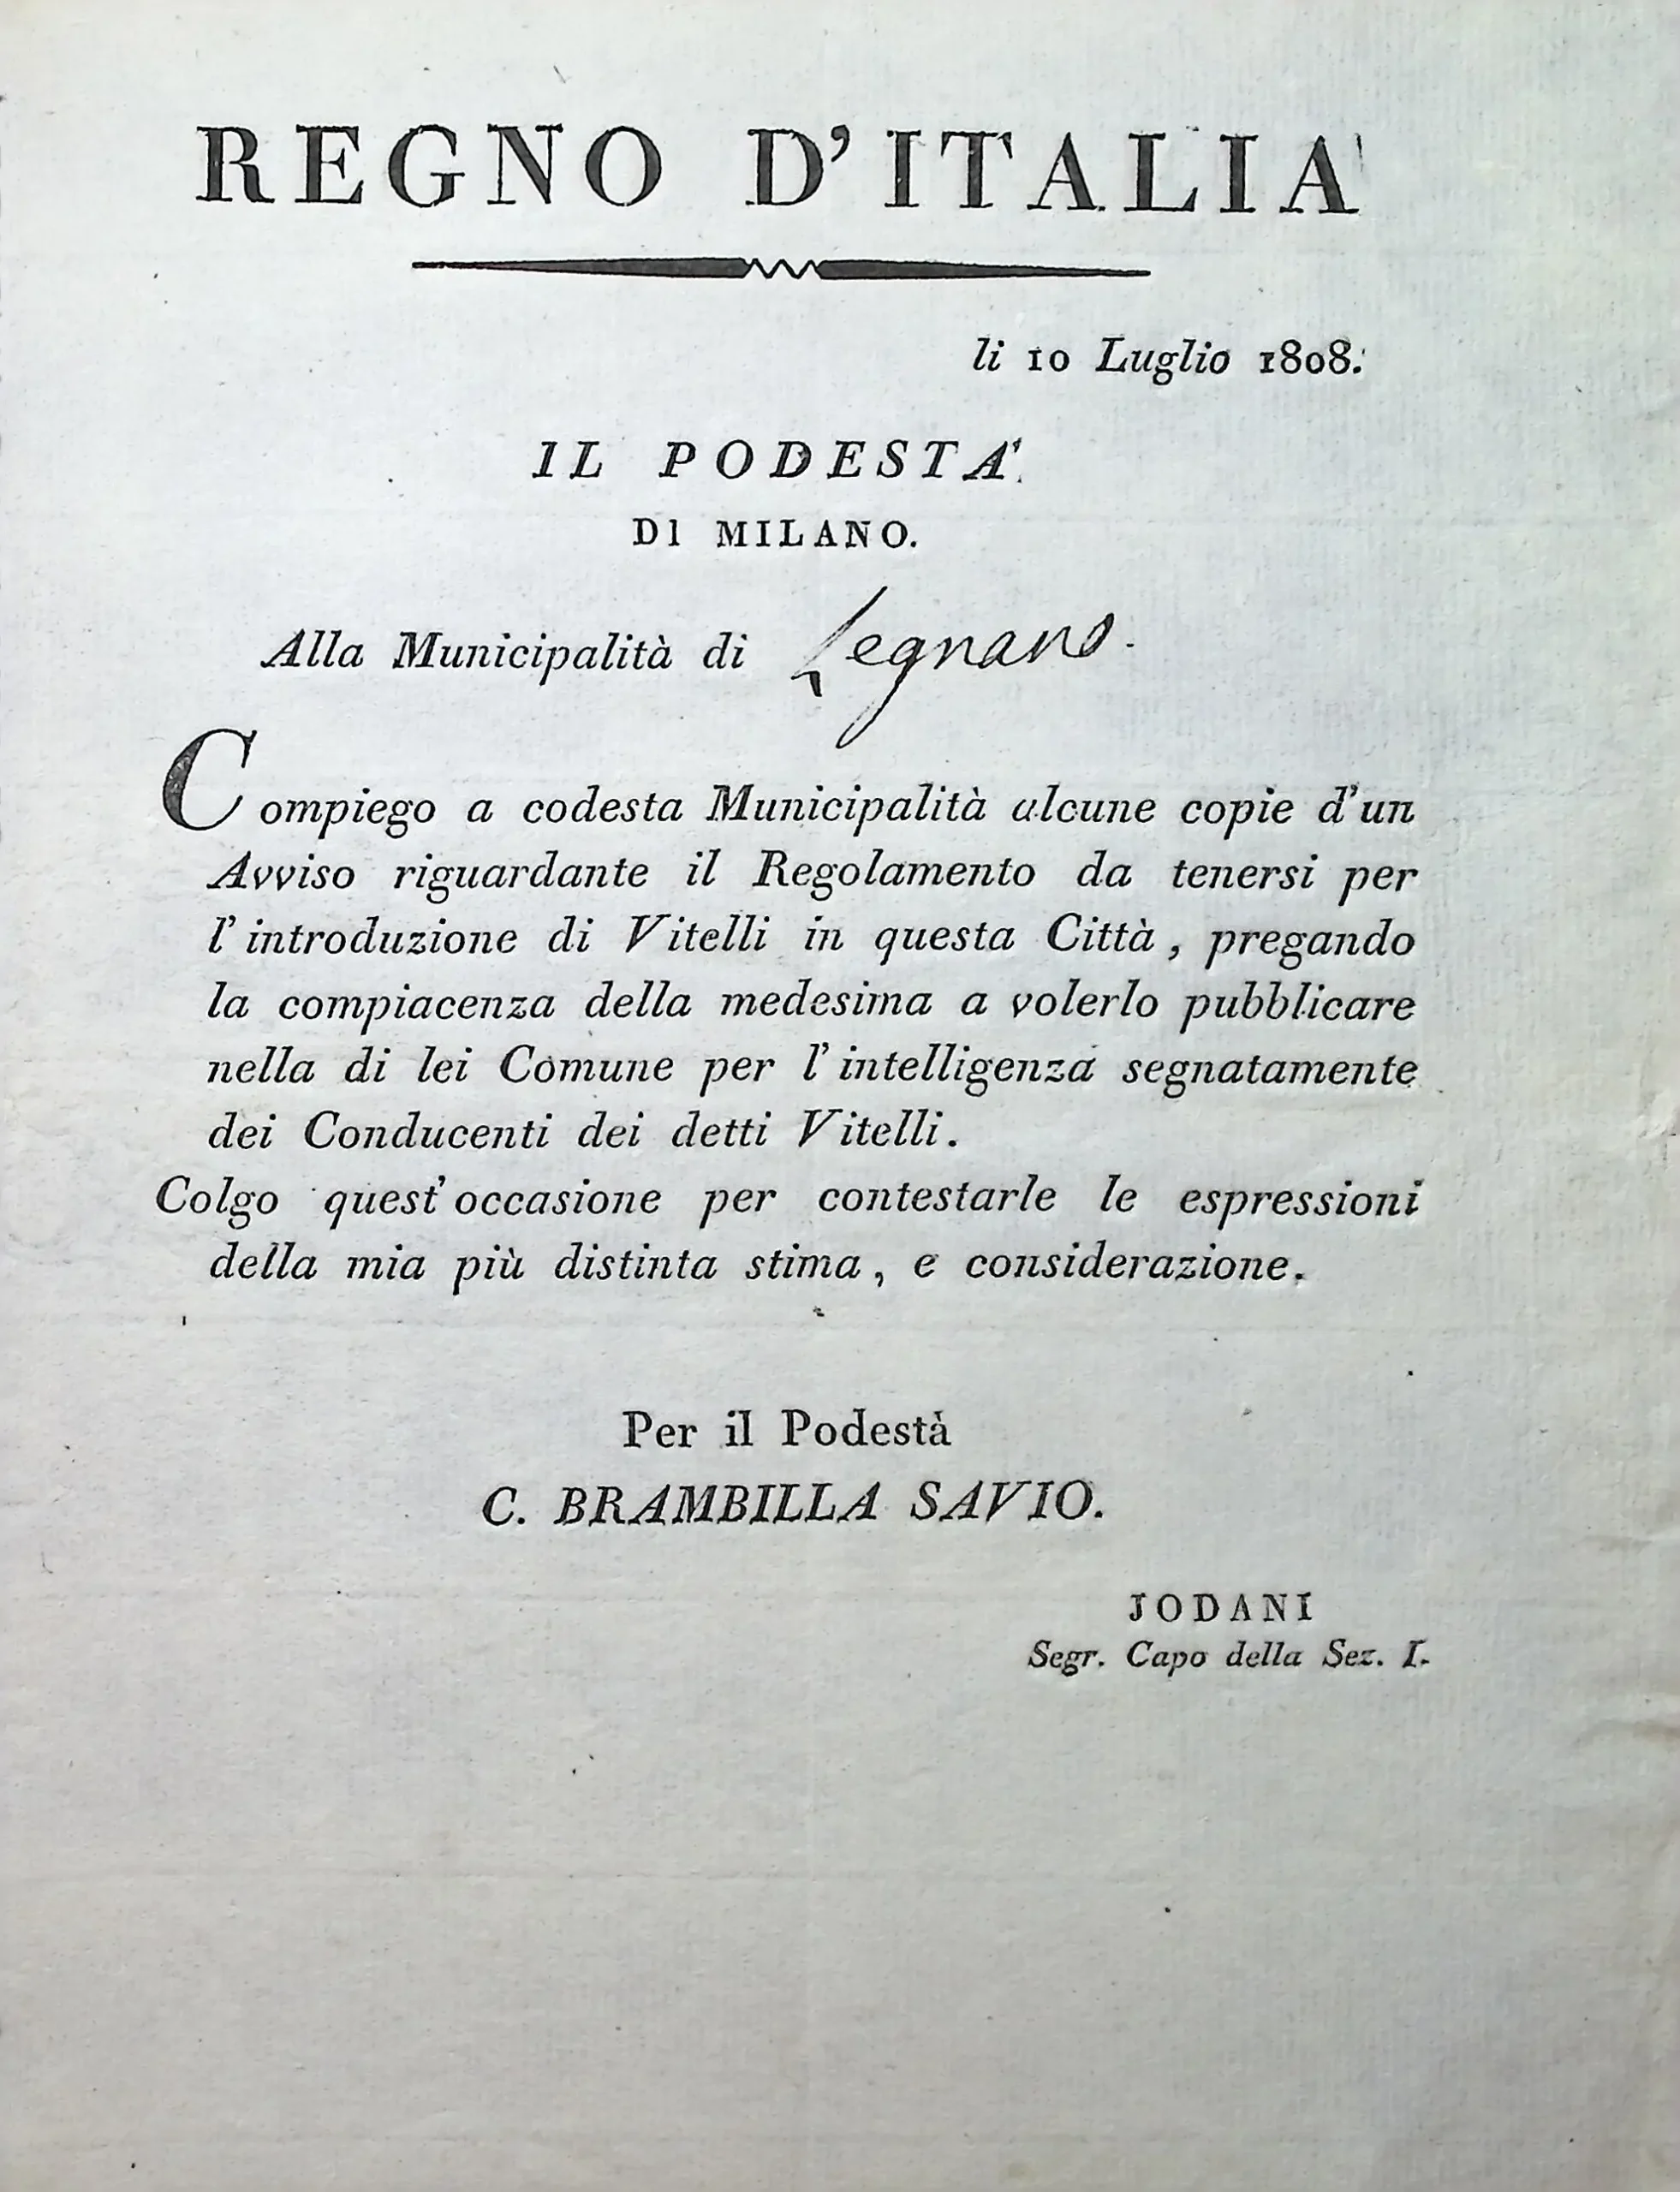 REGNO D'ITALIA
li 10 Luglio 1808.
IL PODESTA'
DI MILANO.
Alla Municipalità di Legnano.
Compiego a codesta Municipalità alcune copie d'un
Avviso riguardante il Regolamento da tenersi per
l'introduzione di Vitelli in questa Città, pregando
la compiacenza della medesima a volerlo pubblicare
nella di lei Comune per l'intelligenza segnatamente
dei Conducenti dei detti Vitelli.
Colgo quest'occasione per contestarle le espressioni
della mia più distinta stima, e considerazione.
Per il Podestà
C. BRAMBILLA SAVIO.
JODANI
Segr. Capo della Sez. I.